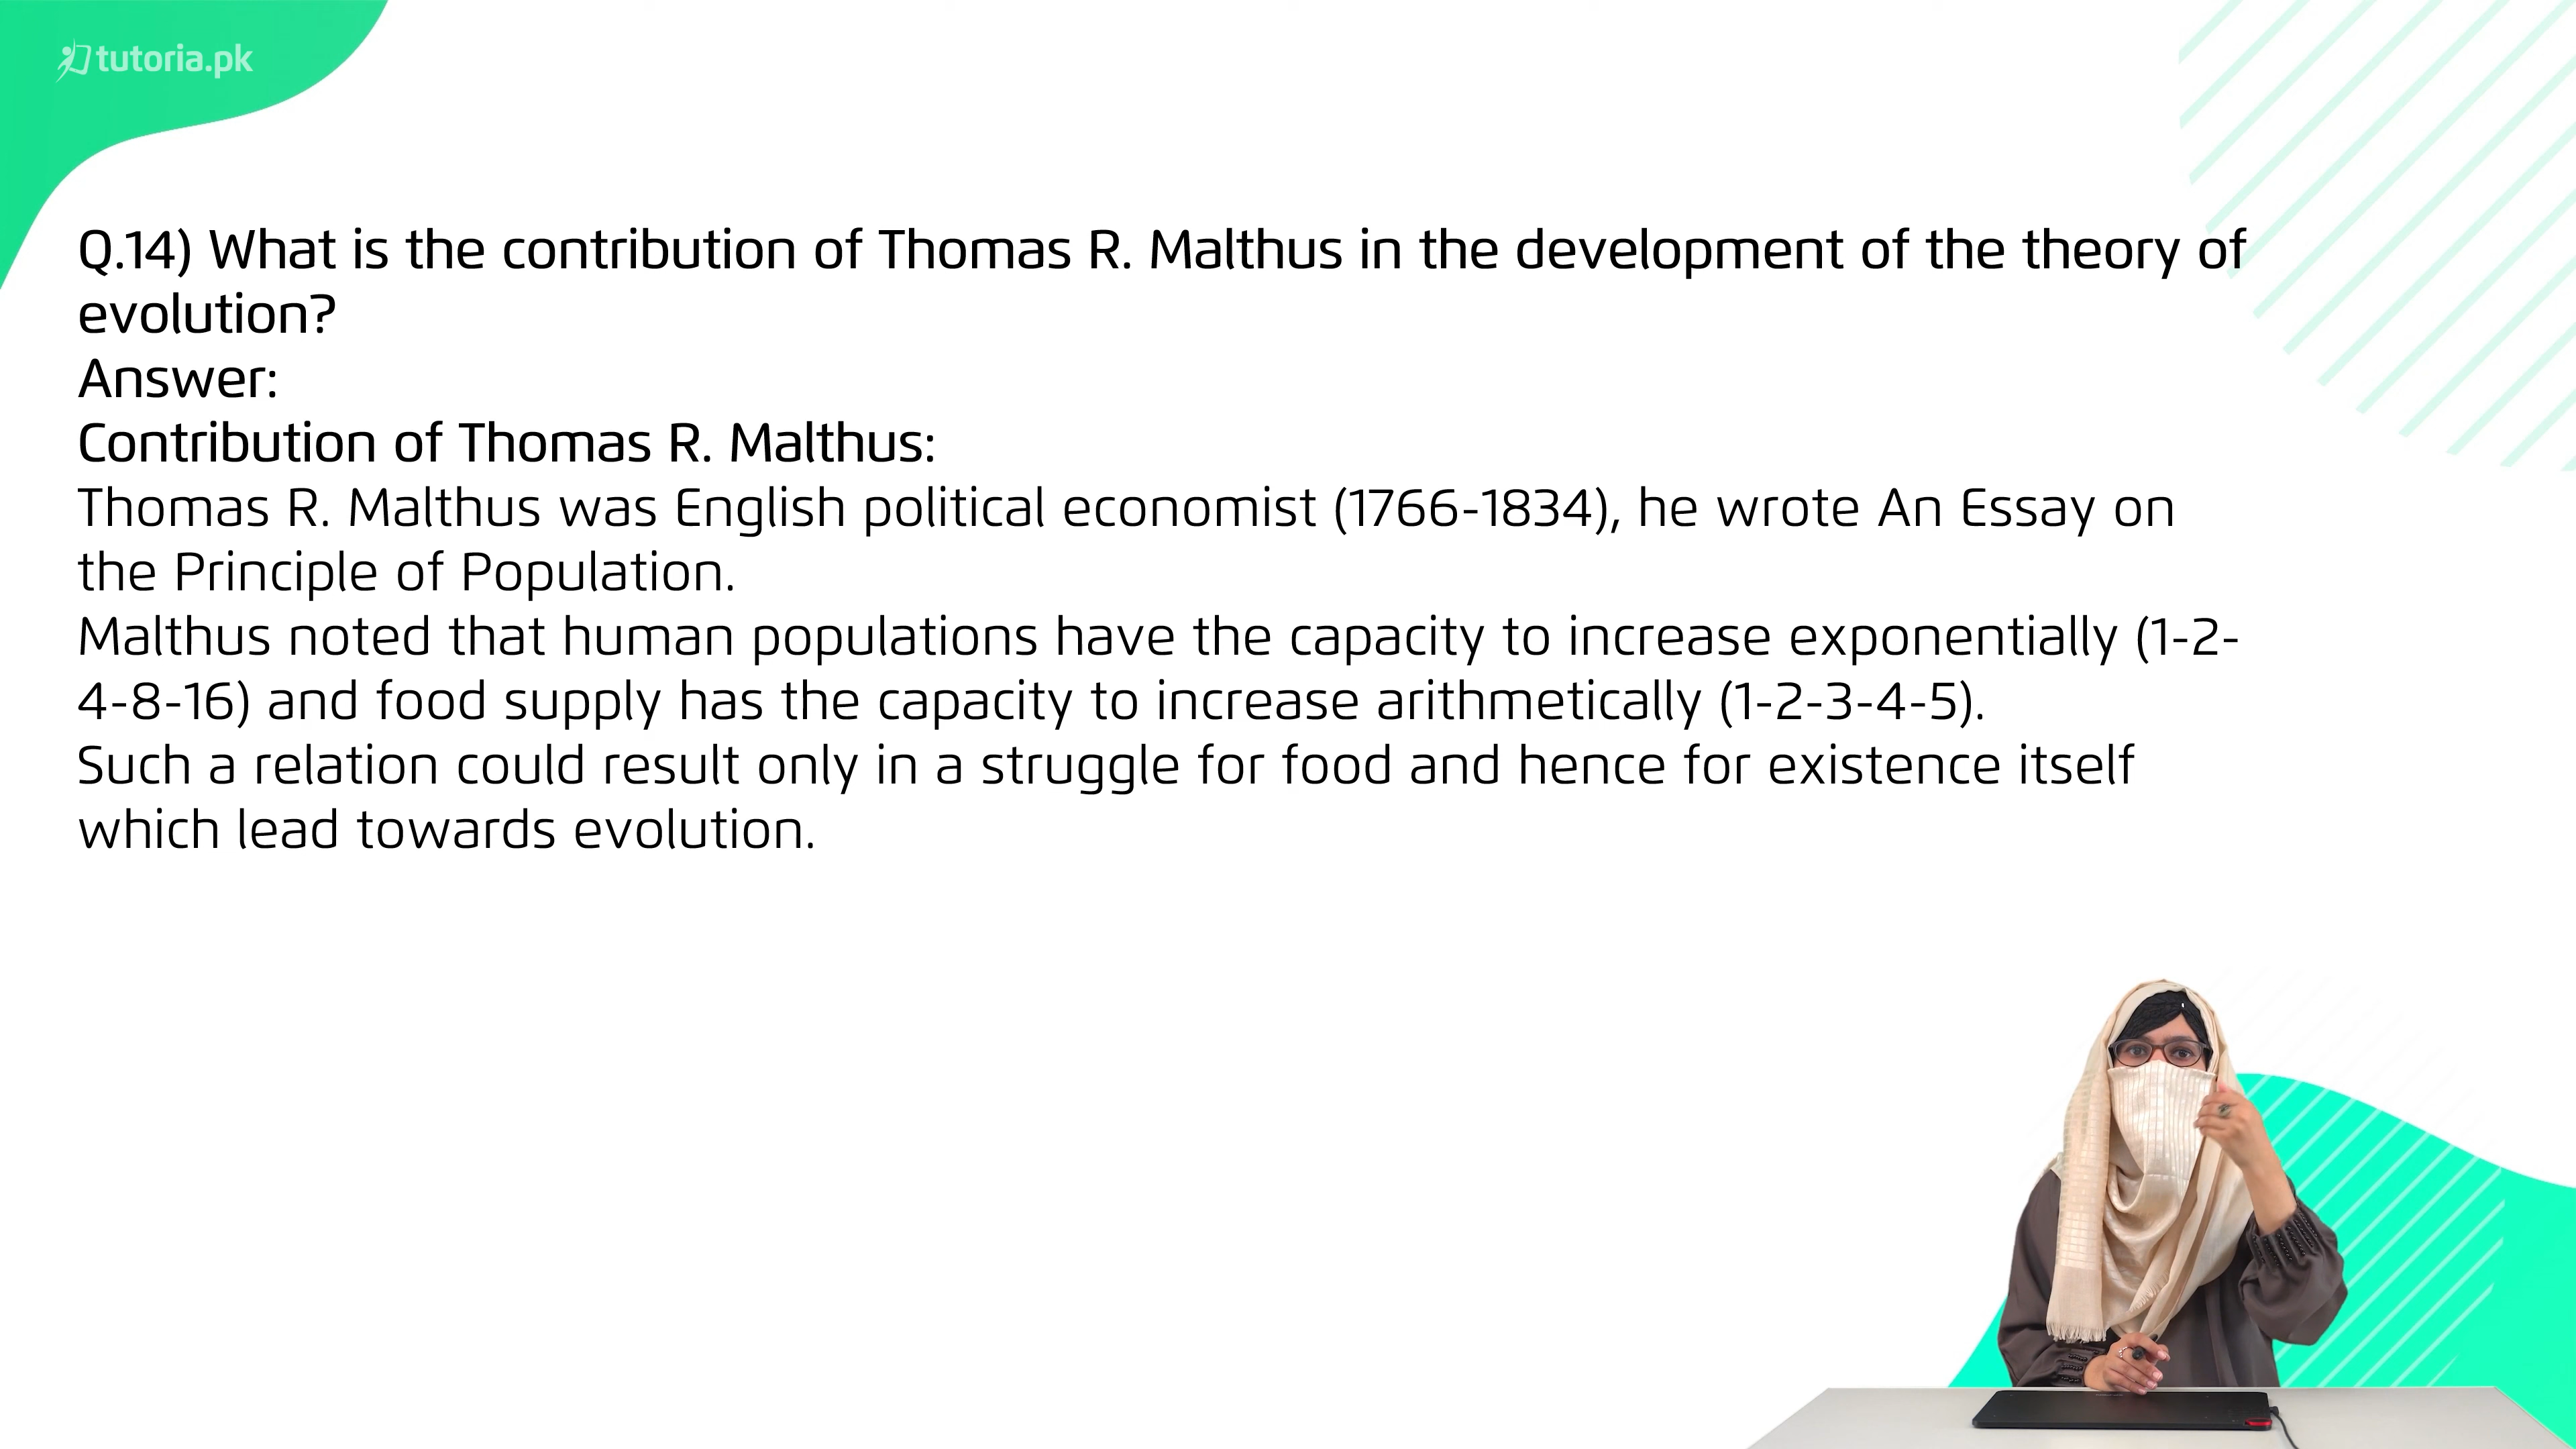 tutoria.pk
Q.14) What is the contribution of Thomas R. Malthus in the development of the theory of
evolution?
Answer:
Contribution of Thomas R. Malthus:
Thomas R. Malthus was English political economist (1766-1834), he wrote An Essay on
the Principle of Population.
Malthus noted that human populations have the capacity to increase exponentially (1-2-
4-8-16) and food supply has the capacity to increase arithmetically (1-2-3-4-5).
Such a relation could result only in a struggle for food and hence for existence itself
which lead towards evolution.